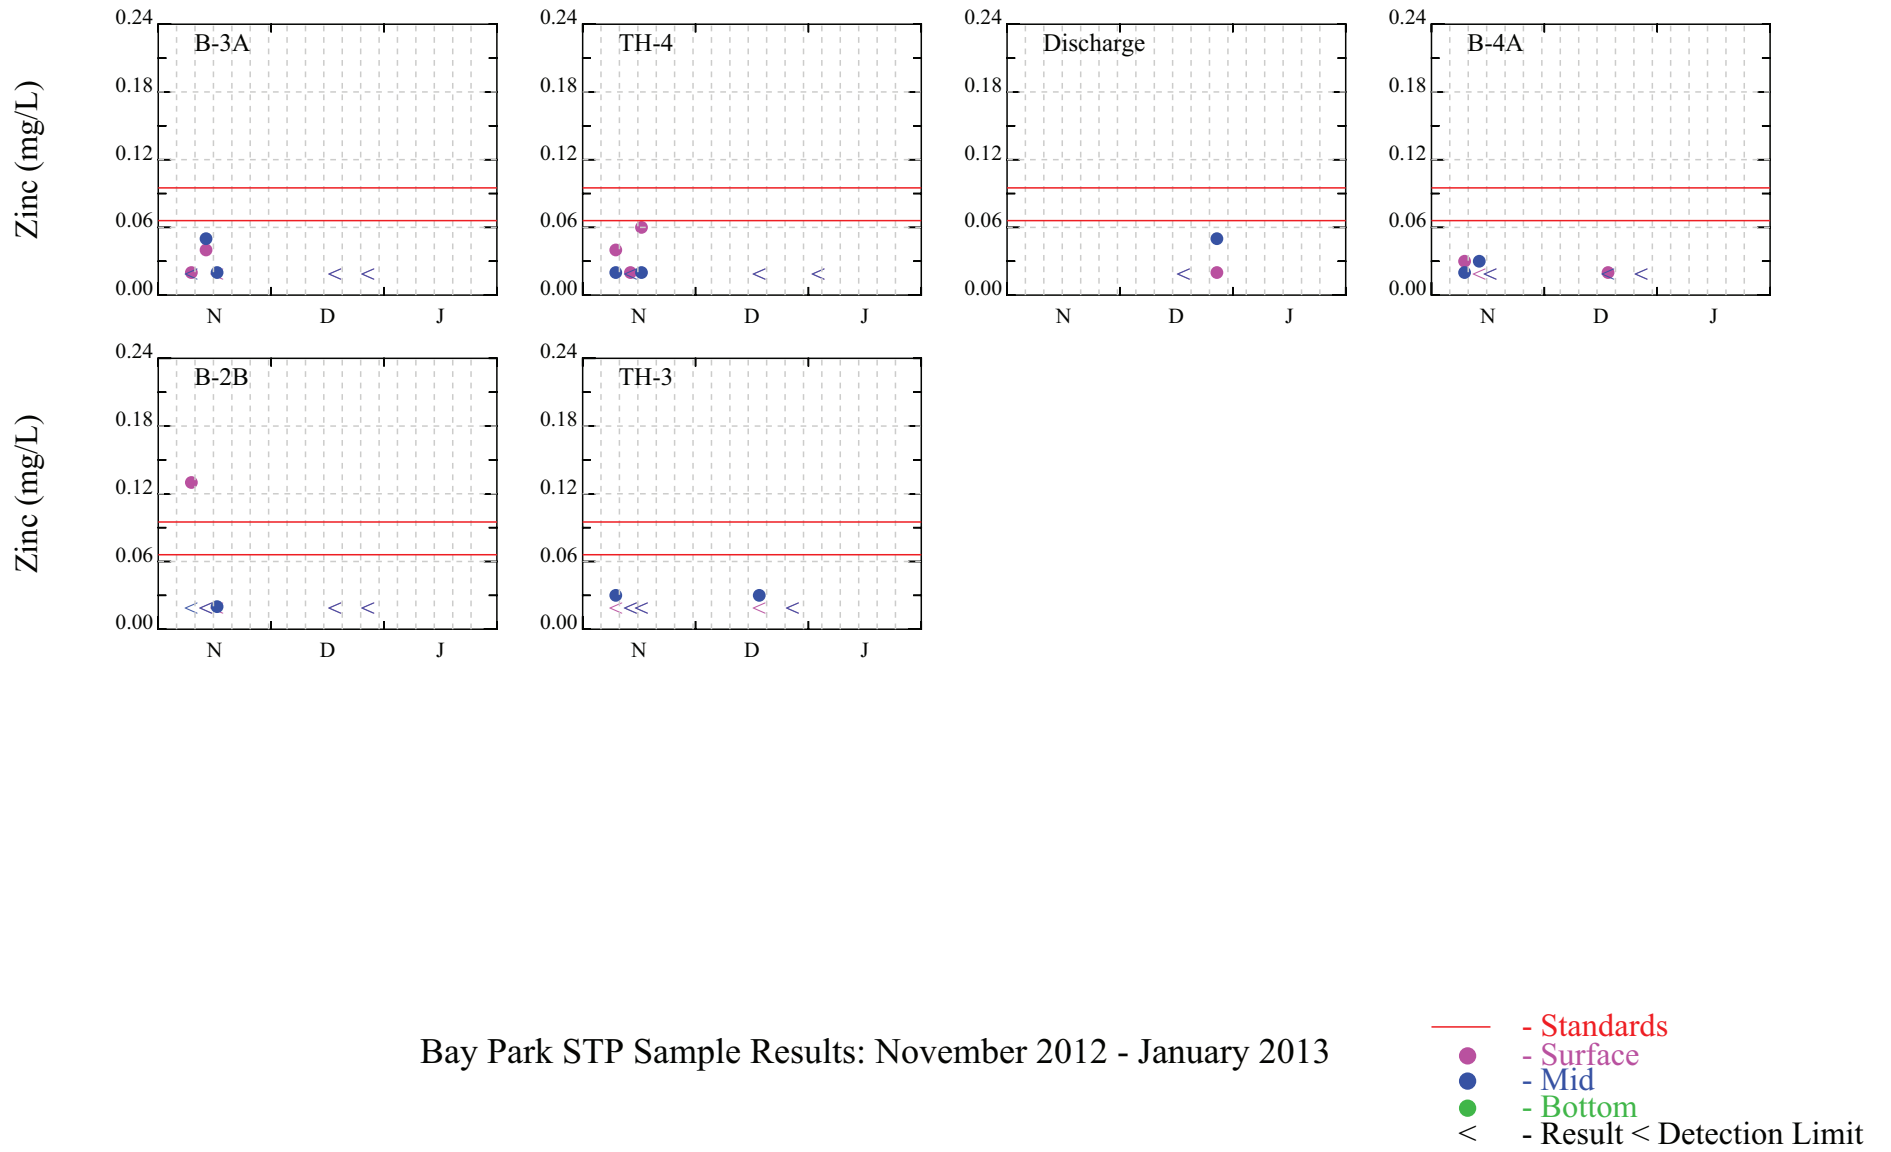 Zinc (mg/L)
0.24
0.18
0.12
0.06
0.00
B-3A
N D J
0.24
0.18
0.12
0.06
0.00
TH-4
N D J
0.24
0.18
0.12
0.06
0.00
Discharge
N D J
0.24
0.18
0.12
0.06
0.00
B-4A
N D J
Zinc (mg/L)
0.24
0.18
0.12
0.06
0.00
B-2B
N D J
0.24
0.18
0.12
0.06
0.00
TH-3
N D J
Bay Park STP Sample Results: November 2012 - January 2013
- Standards
- Surface
- Mid
- Bottom
< - Result < Detection Limit